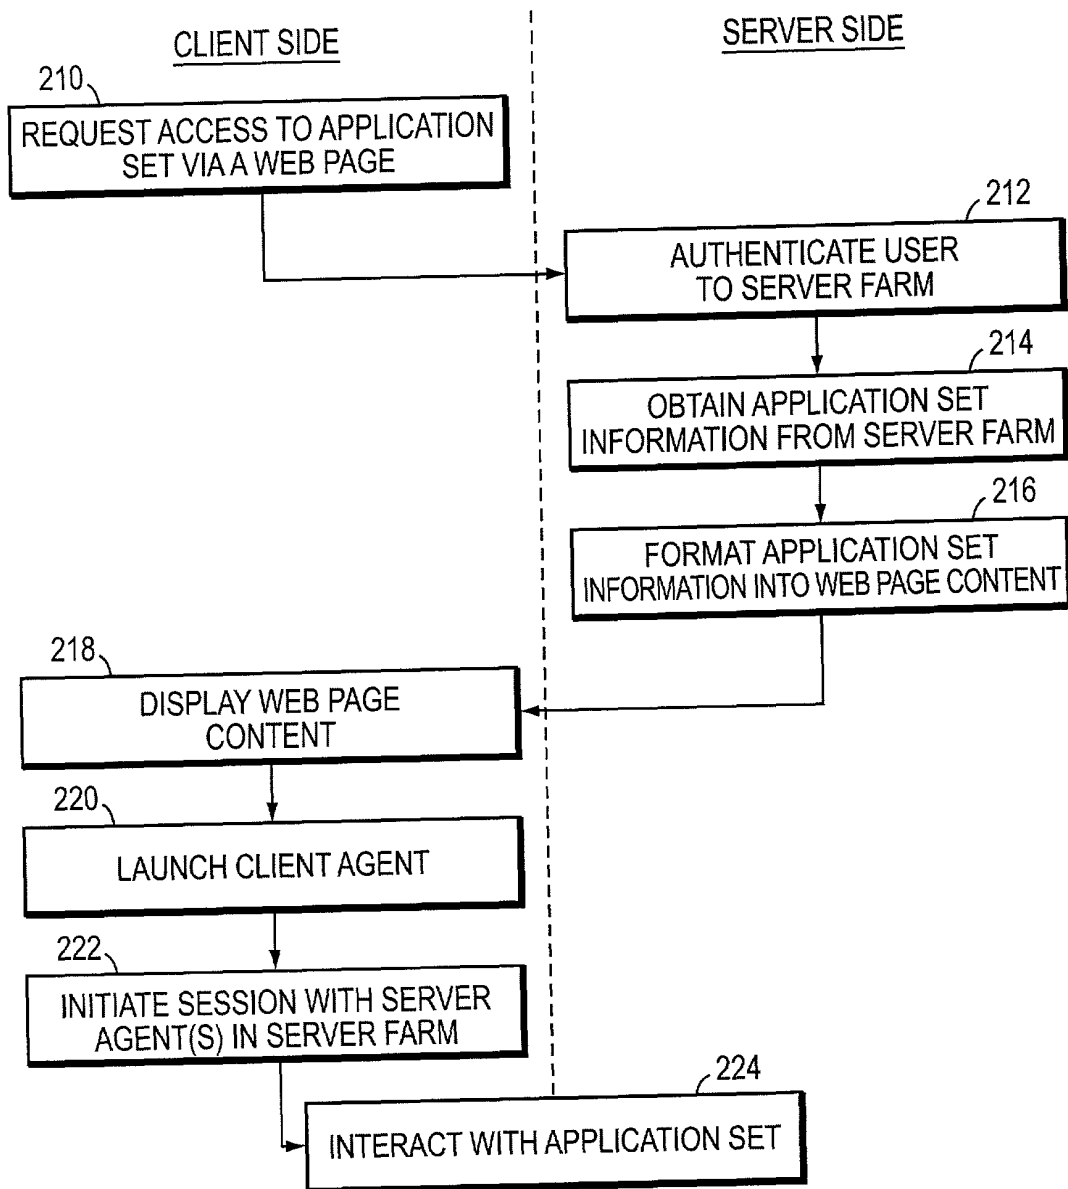 CLIENT SIDE
SERVER SIDE
210
REQUEST ACCESS TO APPLICATION
SET VIA A WEB PAGE
212
AUTHENTICATE USER
TO SERVER FARM
214
OBTAIN APPLICATION SET
INFORMATION FROM SERVER FARM
216
FORMAT APPLICATION SET
INFORMATION INTO WEB PAGE CONTENT
218
DISPLAY WEB PAGE
CONTENT
220
LAUNCH CLIENT AGENT
222
INITIATE SESSION WITH SERVER
AGENT(S) IN SERVER FARM
224
INTERACT WITH APPLICATION SET